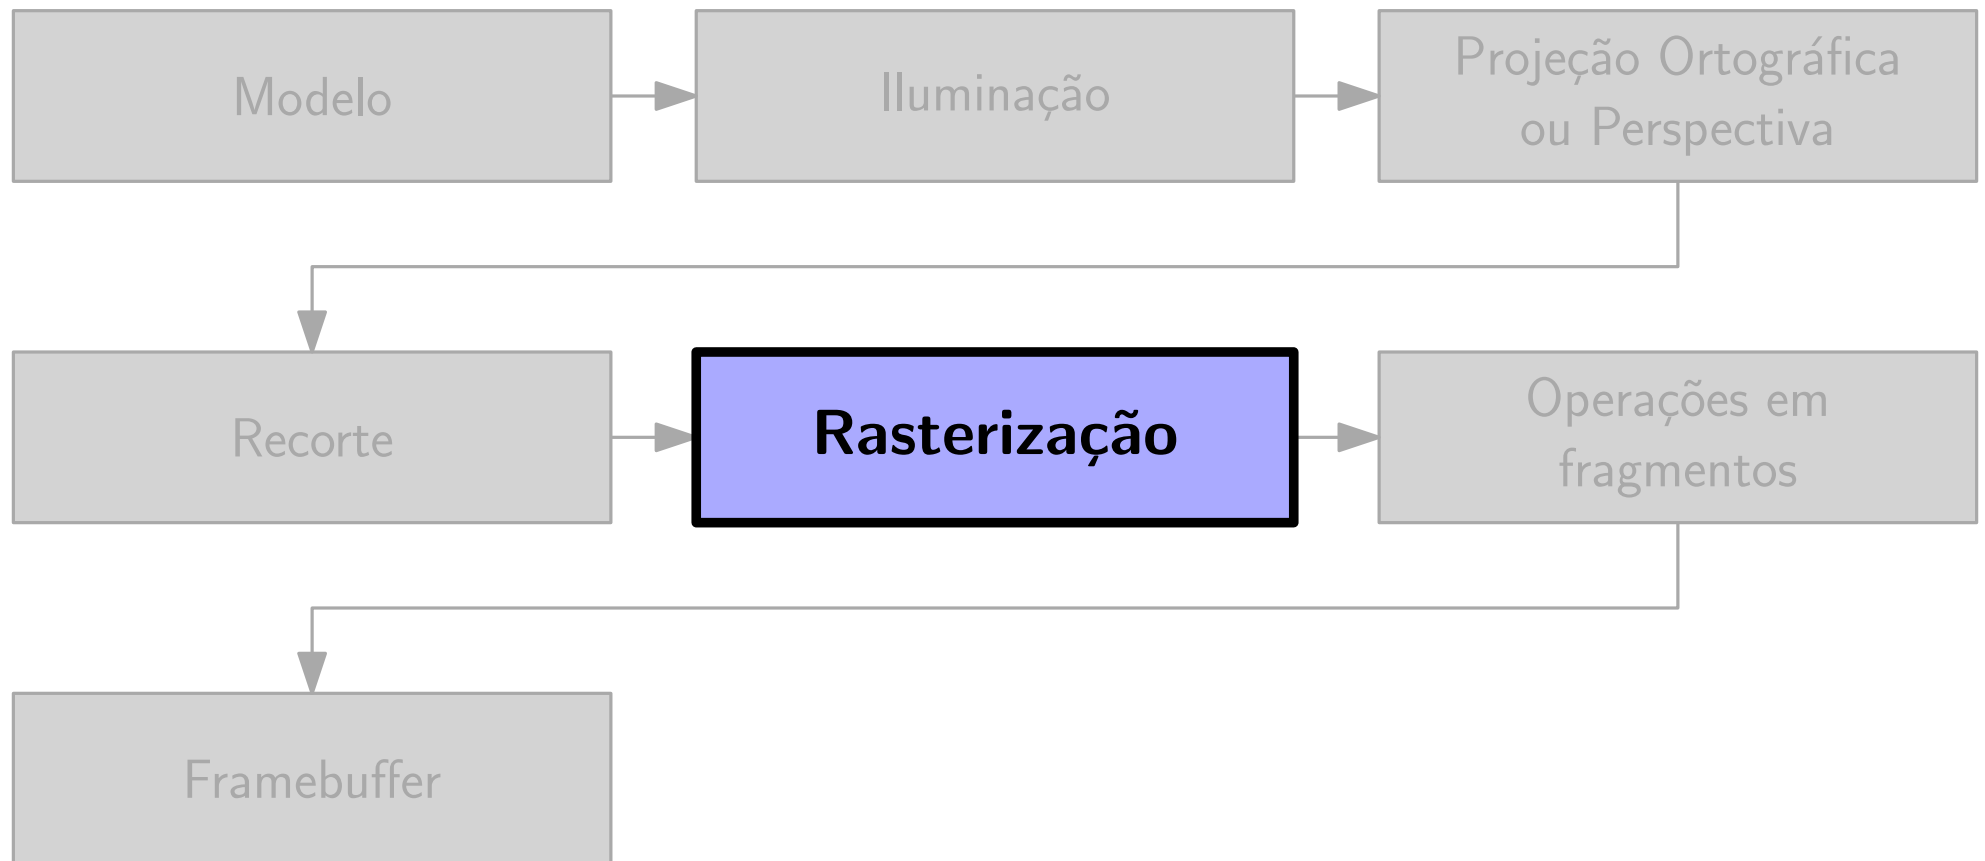 Modelo
Iluminação
Projeção Ortográfica
ou Perspectiva
Recorte
Rasterização
Operações em
fragmentos
Framebuffer